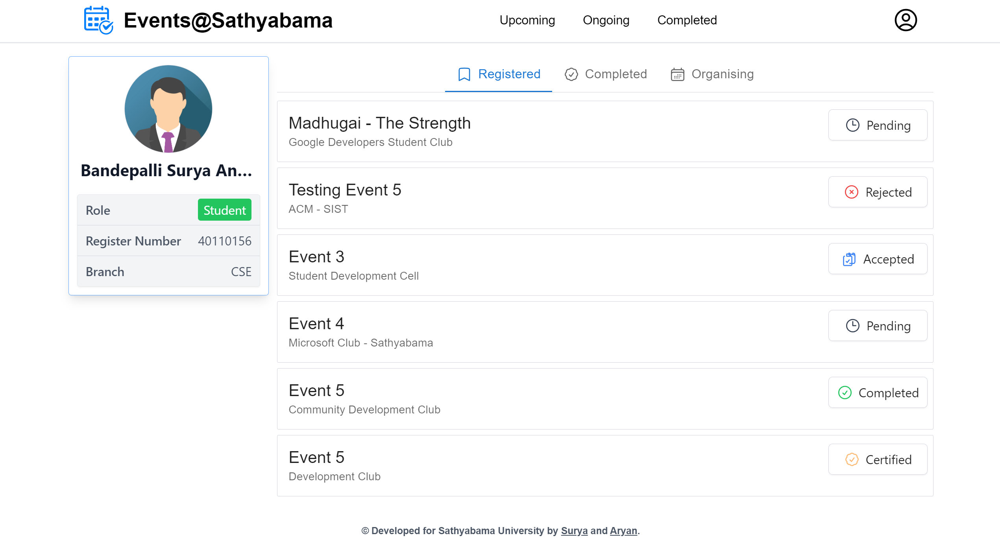 Events@Sathyabama
Upcoming Ongoing Completed
Bandepalli Surya An...
Role Student
Register Number 40110156
Branch CSE
Registered Completed Organising
Madhugai - The Strength
Google Developers Student Club
Pending
Testing Event 5
ACM - SIST
Rejected
Event 3
Student Development Cell
Accepted
Event 4
Microsoft Club - Sathyabama
Pending
Event 5
Community Development Club
Completed
Event 5
Development Club
Certified
© Developed for Sathyabama University by Surya and Aryan.